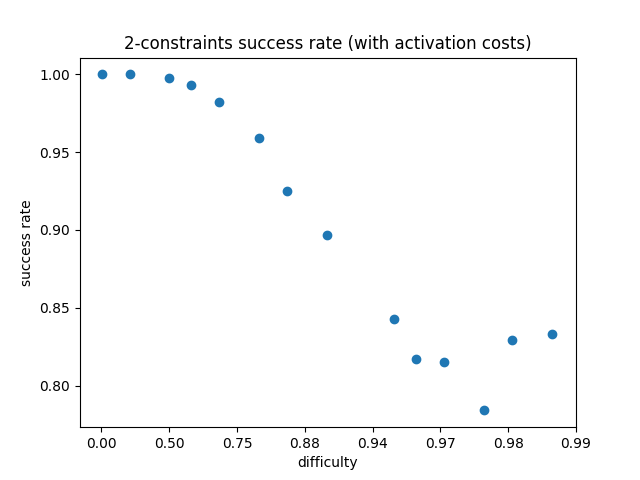 2-constraints success rate (with activation costs)
1.00
0.95
0.90
0.85
0.80
success rate
0.00 0.50 0.75 0.88 0.94 0.97 0.98 0.99
difficulty